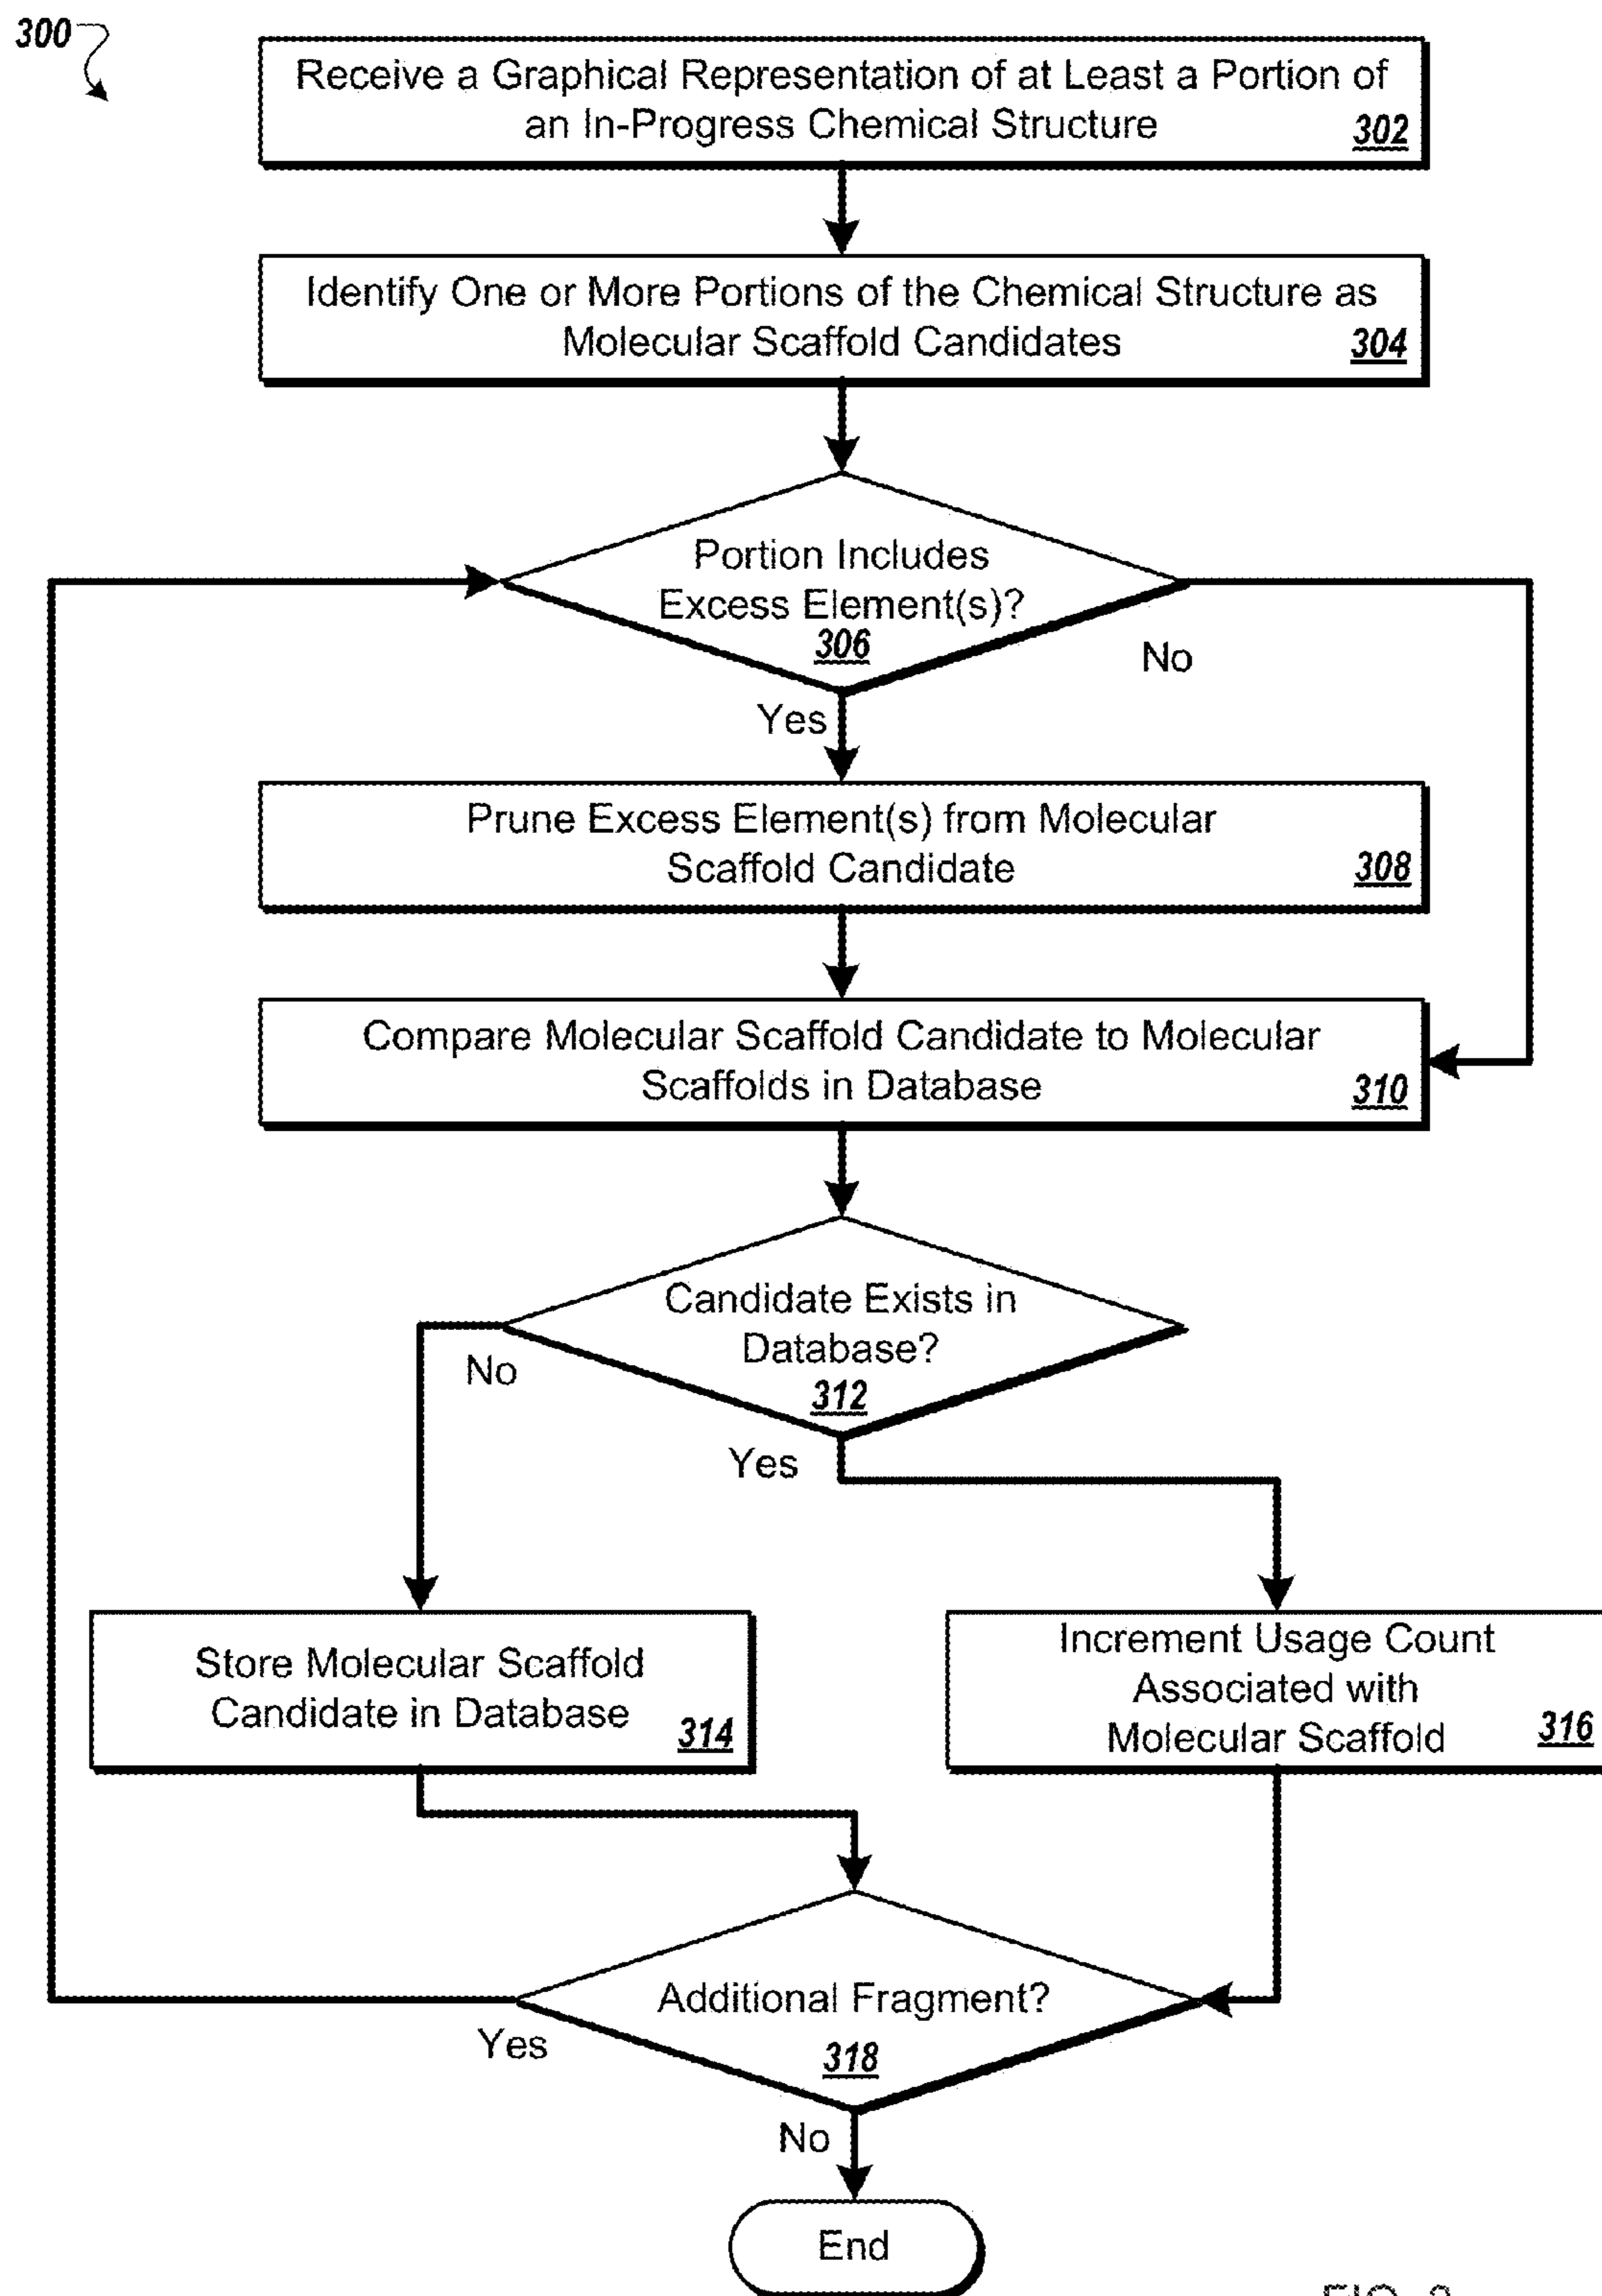 300
Receive a Graphical Representation of at Least a Portion of
an In-Progress Chemical Structure
302
Identify One or More Portions of the Chemical Structure as
Molecular Scaffold Candidates
304
Portion Includes
Excess Element(s)?
306
No
Yes
Prune Excess Element(s) from Molecular
Scaffold Candidate
308
Compare Molecular Scaffold Candidate to Molecular
Scaffolds in Database
310
Candidate Exists in
Database?
312
No
Yes
Store Molecular Scaffold
Candidate in Database
314
Increment Usage Count
Associated with
Molecular Scaffold
316
Additional Fragment?
318
Yes
No
End